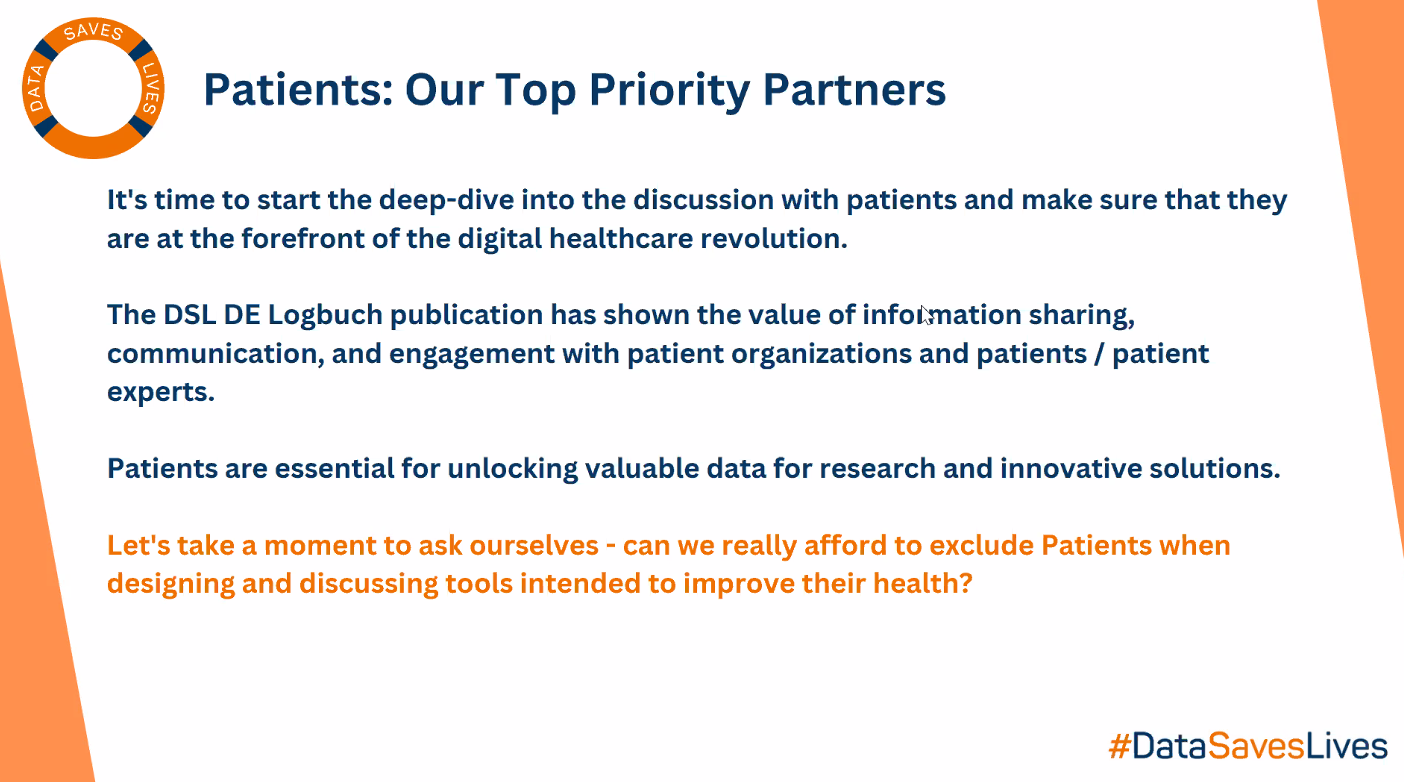 DATA SAVES LIVES
Patients: Our Top Priority Partners
It's time to start the deep-dive into the discussion with patients and make sure that they
are at the forefront of the digital healthcare revolution.
The DSL DE Logbuch publication has shown the value of information sharing,
communication, and engagement with patient organizations and patients / patient
experts.
Patients are essential for unlocking valuable data for research and innovative solutions.
Let's take a moment to ask ourselves - can we really afford to exclude Patients when
designing and discussing tools intended to improve their health?
#DataSavesLives